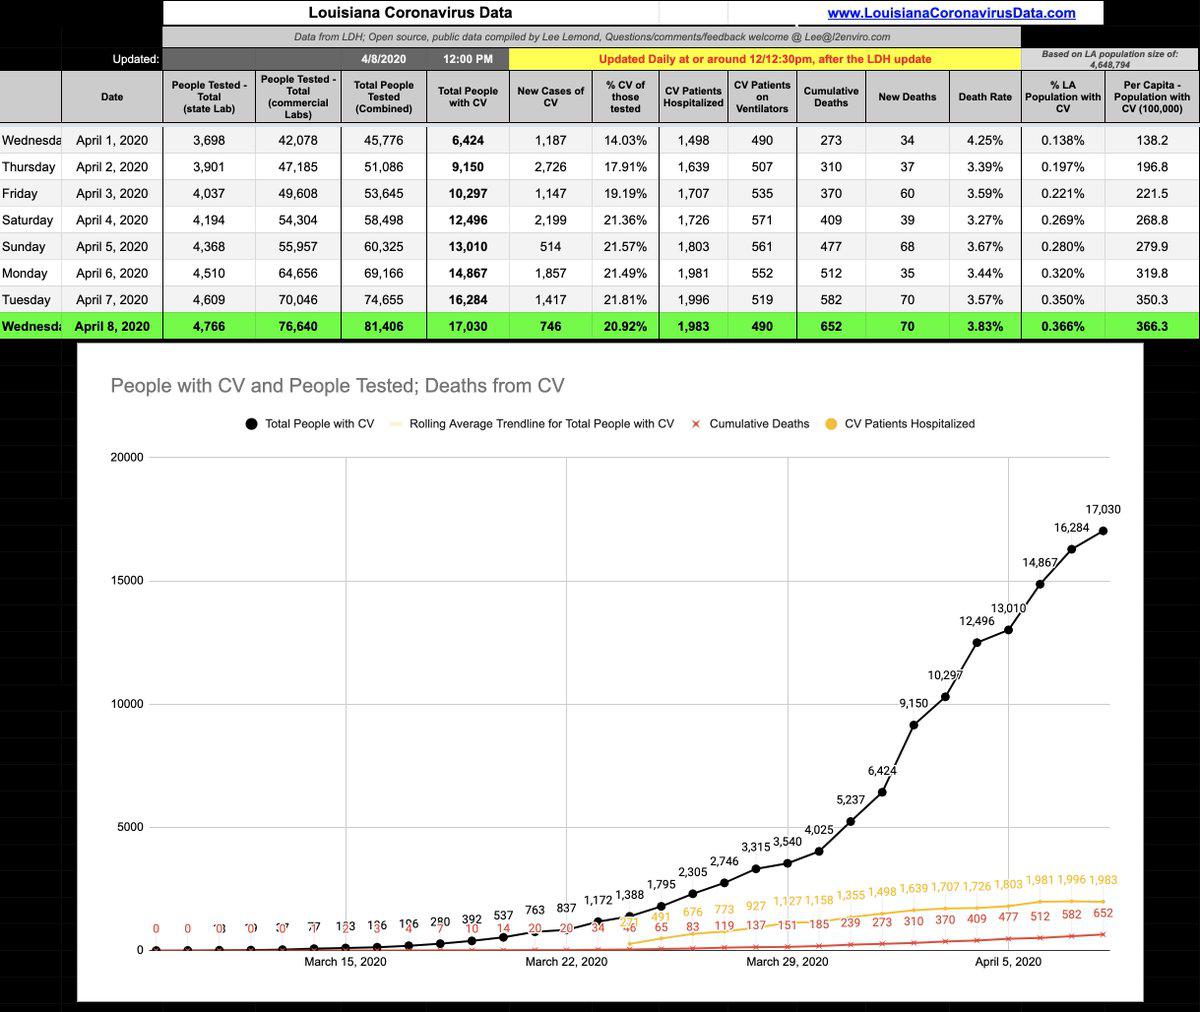 Louisiana Coronavirus Data www.LouisianaCoronavirusData.com
Data from LDH; Open source, public data compiled by Lee Lemond, Questions/comments/feedback welcome @ Lee@l2enviro.com
Updated: 4/8/2020 12:00 PM Updated Daily at or around 12/12:30pm, after the LDH update Based on LA population size of: 4,648,794
Date People Tested - Total (state Lab) People Tested - Total (commercial Labs) Total People Tested (Combined) Total People with CV New Cases of CV % CV of those tested CV Patients Hospitalized CV Patients on Ventilators Cumulative Deaths New Deaths Death Rate % LA Population with CV Per Capita - Population with CV (100,000)
Wednesda April 1, 2020 3,698 42,078 45,776 6,424 1,187 14.03% 1,498 490 273 34 4.25% 0.138% 138.2
Thursday April 2, 2020 3,901 47,185 51,086 9,150 2,726 17.91% 1,639 507 310 37 3.39% 0.197% 196.8
Friday April 3, 2020 4,037 49,608 53,645 10,297 1,147 19.19% 1,707 535 370 60 3.59% 0.221% 221.5
Saturday April 4, 2020 4,194 54,304 58,498 12,496 2,199 21.36% 1,726 571 409 39 3.27% 0.269% 268.8
Sunday April 5, 2020 4,368 55,957 60,325 13,010 514 21.57% 1,803 561 477 68 3.67% 0.280% 279.9
Monday April 6, 2020 4,510 64,656 69,166 14,867 1,857 21.49% 1,981 552 512 35 3.44% 0.320% 319.8
Tuesday April 7, 2020 4,609 70,046 74,655 16,284 1,417 21.81% 1,996 519 582 70 3.57% 0.350% 350.3
Wednesda April 8, 2020 4,766 76,640 81,406 17,030 746 20.92% 1,983 490 652 70 3.83% 0.366% 366.3
People with CV and People Tested; Deaths from CV
Total People with CV Rolling Average Trendline for Total People with CV Cumulative Deaths CV Patients Hospitalized
20000
17,030
16,284
15000
14,867
13,010
12,496
10,297
10000
9,150
6,424
5,237
5000
4,025
3,540
3,315
2,746
2,305
1,795
1,388
1,172
837
763
537
392
280
491 676 773 927 1,127 1,158 1,355 1,498 1,639 1,707 1,726 1,803 1,981 1,996 1,983
0 0 7 10 14 20 20 34 46 65 83 119 137 151 185 239 273 310 370 409 477 512 582 652
0
March 15, 2020 March 22, 2020 March 29, 2020 April 5, 2020